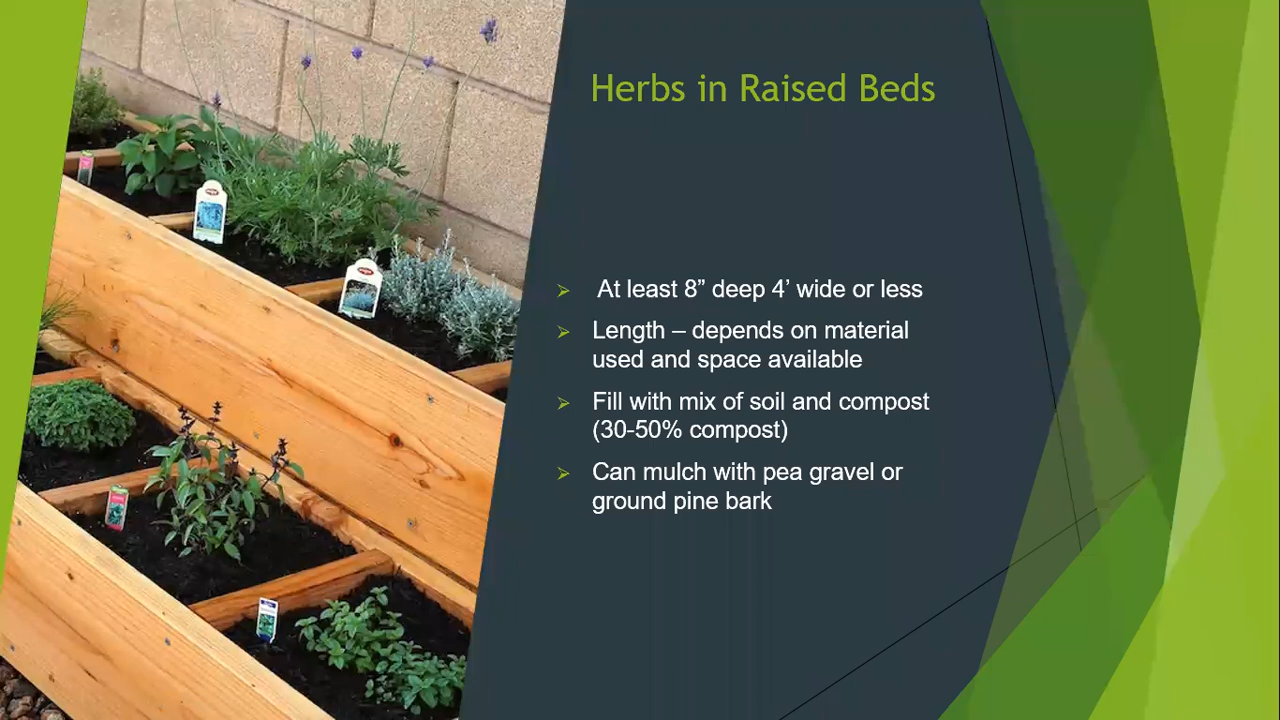 Herbs in Raised Beds
At least 8” deep 4’ wide or less
Length – depends on material
used and space available
Fill with mix of soil and compost
(30-50% compost)
Can mulch with pea gravel or
ground pine bark